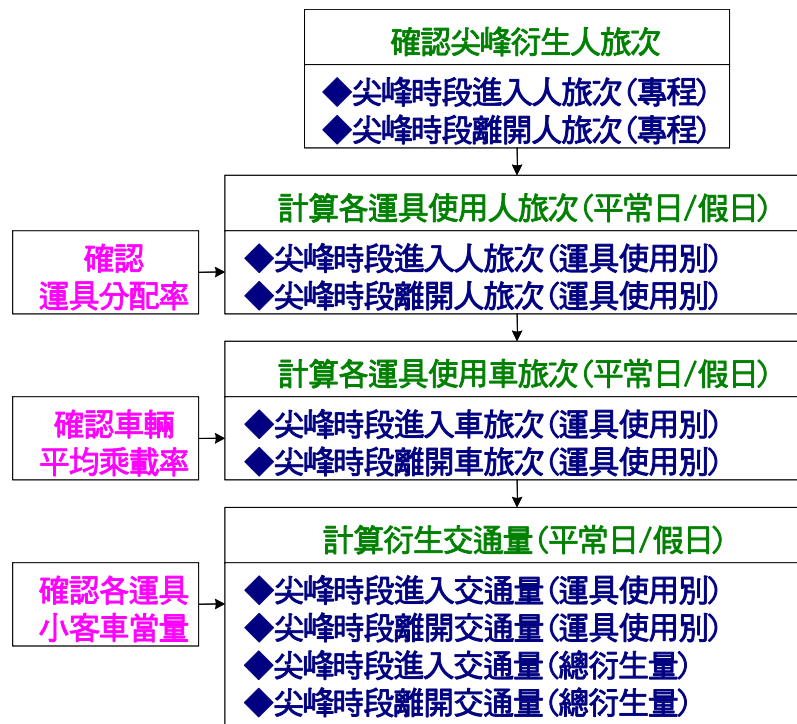 確認尖峰衍生人旅次
◆尖峰時段進入人旅次(專程)
◆尖峰時段離開人旅次(專程)
計算各運具使用人旅次(平常日/假日)
確認
運具分配率
◆尖峰時段進入人旅次(運具使用別)
◆尖峰時段離開人旅次(運具使用別)
計算各運具使用車旅次(平常日/假日)
確認車輛
平均乘載率
◆尖峰時段進入車旅次(運具使用別)
◆尖峰時段離開車旅次(運具使用別)
計算衍生交通量(平常日/假日)
確認各運具
小客車當量
◆尖峰時段進入交通量(運具使用別)
◆尖峰時段離開交通量(運具使用別)
◆尖峰時段進入交通量(總衍生量)
◆尖峰時段離開交通量(總衍生量)